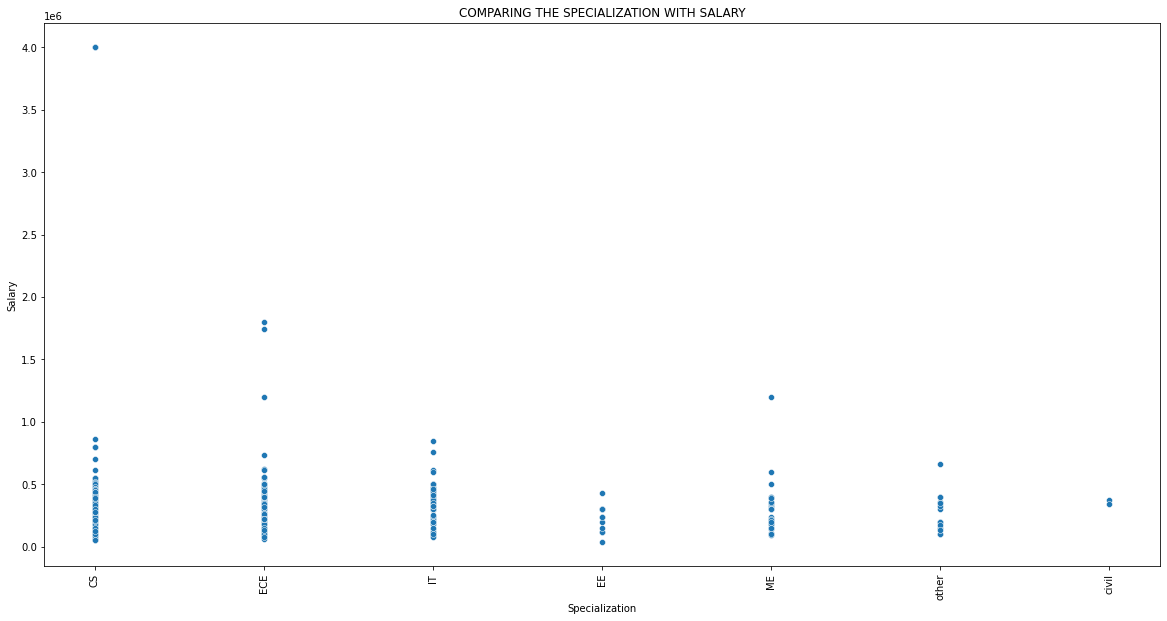 COMPARING THE SPECIALIZATION WITH SALARY
1e6
4.0
3.5
3.0
2.5
2.0
1.5
1.0
0.5
0.0
Salary
CS
ECE
IT
EE
ME
other
civil
Specialization